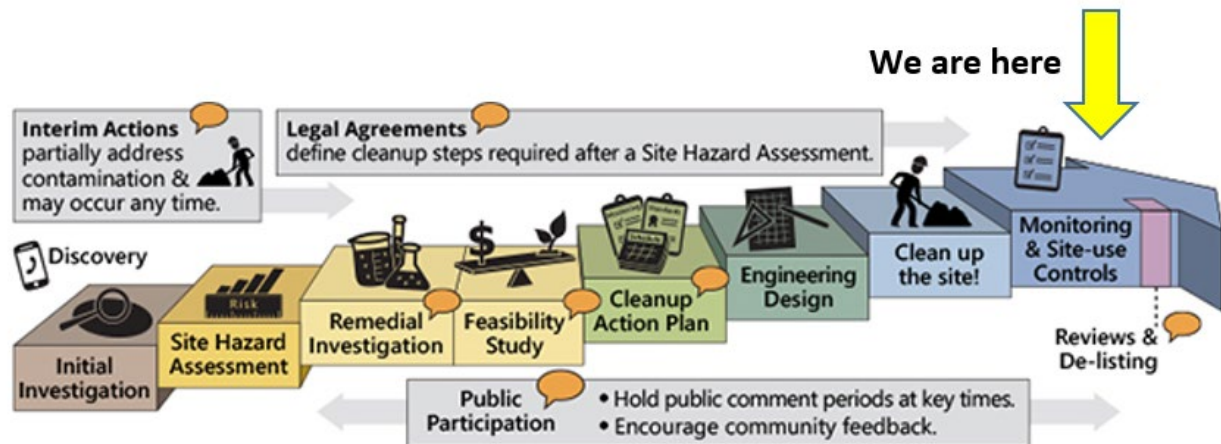 We are here
Interim Actions
partially address
contamination &
may occur any time.
Legal Agreements
define cleanup steps required after a Site Hazard Assessment.
Discovery
Initial
Investigation
Risk
Site Hazard
Assessment
Remedial
Investigation
$
Feasibility
Study
Cleanup
Action Plan
Engineering
Design
Clean up
the site!
Monitoring
& Site-use
Controls
Reviews &
De-listing
Public
Participation
• Hold public comment periods at key times.
• Encourage community feedback.